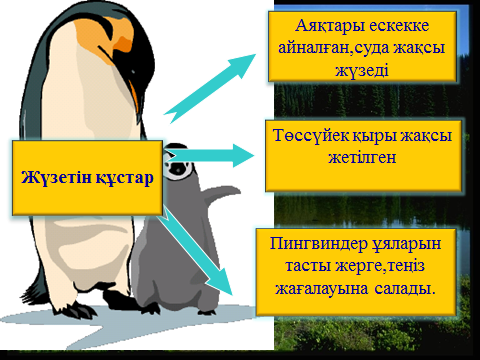 Аяқтары ескекке
айналған,суда жақсы
жүзеді
Төссүйек қыры жақсы
жетілген
Жүзетін құстар
Пингвиндер ұяларын
тасты жерге,теңіз
жағалауына салады.